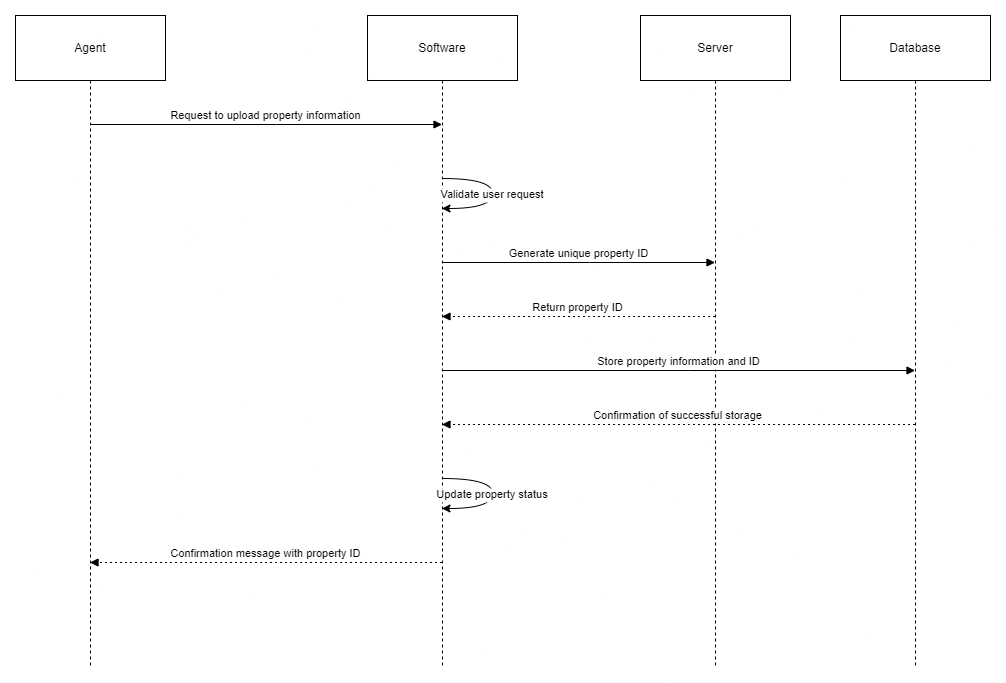 Agent
Software
Server
Database
Request to upload property information
Validate user request
Generate unique property ID
Return property ID
Store property information and ID
Confirmation of successful storage
Update property status
Confirmation message with property ID